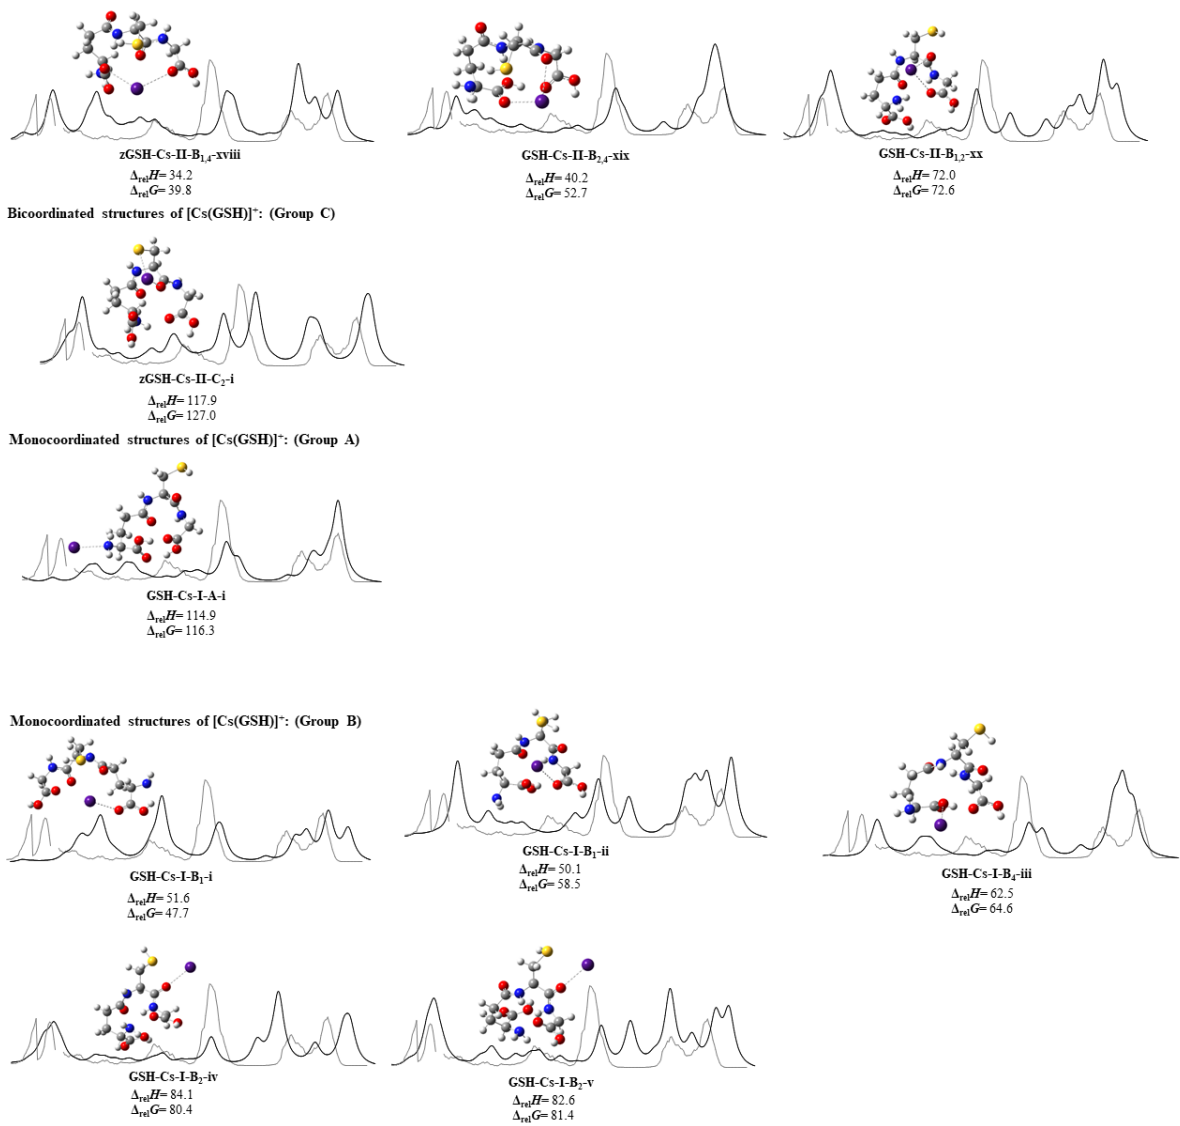 zGSH-Cs-II-B1,4-xviii
ΔrelH= 34.2
ΔrelG= 39.8
GSH-Cs-II-B2,4-xix
ΔrelH= 40.2
ΔrelG= 52.7
GSH-Cs-II-B1,2-xx
ΔrelH= 72.0
ΔrelG= 72.6
Bicoordinated structures of [Cs(GSH)]+: (Group C)
zGSH-Cs-II-C2-i
ΔrelH= 117.9
ΔrelG= 127.0
Monocoordinated structures of [Cs(GSH)]+: (Group A)
GSH-Cs-I-A-i
ΔrelH= 114.9
ΔrelG= 116.3
Monocoordinated structures of [Cs(GSH)]+: (Group B)
GSH-Cs-I-B1-i
ΔrelH= 51.6
ΔrelG= 47.7
GSH-Cs-I-B1-ii
ΔrelH= 50.1
ΔrelG= 58.5
GSH-Cs-I-B4-iii
ΔrelH= 62.5
ΔrelG= 64.6
GSH-Cs-I-B2-iv
ΔrelH= 84.1
ΔrelG= 80.4
GSH-Cs-I-B2-v
ΔrelH= 82.6
ΔrelG= 81.4